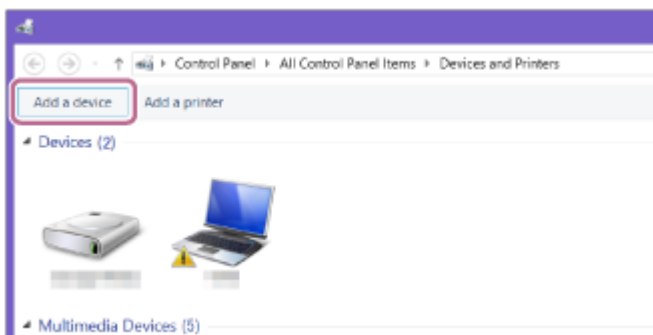 Control Panel All Control Panel Items Devices and Printers
Add a device Add a printer
Devices (2)
Multimedia Devices (5)